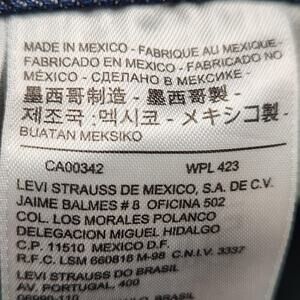 MADE IN MEXICO - FABRIQUE AU MEXIQUE -
FABRICADO EN MEXICO - FABRICADO NO
MÉXICO - СДЕЛАНО В МЕКСИКЕ -
墨西哥制造 - 墨西哥製 -
제조국 :멕시코 - メキシコ製 -
BUATAN MEKSIKO
CA00342 WPL 423
LEVI STRAUSS DE MEXICO, S.A. DE C.V.
JAIME BALMES # 8 OFICINA 502
COL. LOS MORALES POLANCO
DELEGACION MIGUEL HIDALGO
C.P. 11510 MEXICO D.F.
R.F.C. LSM 660818 M-98 C.N.I.V. 3337
LEVI STRAUSS DO BRASIL
AV. PORTUGAL, 400